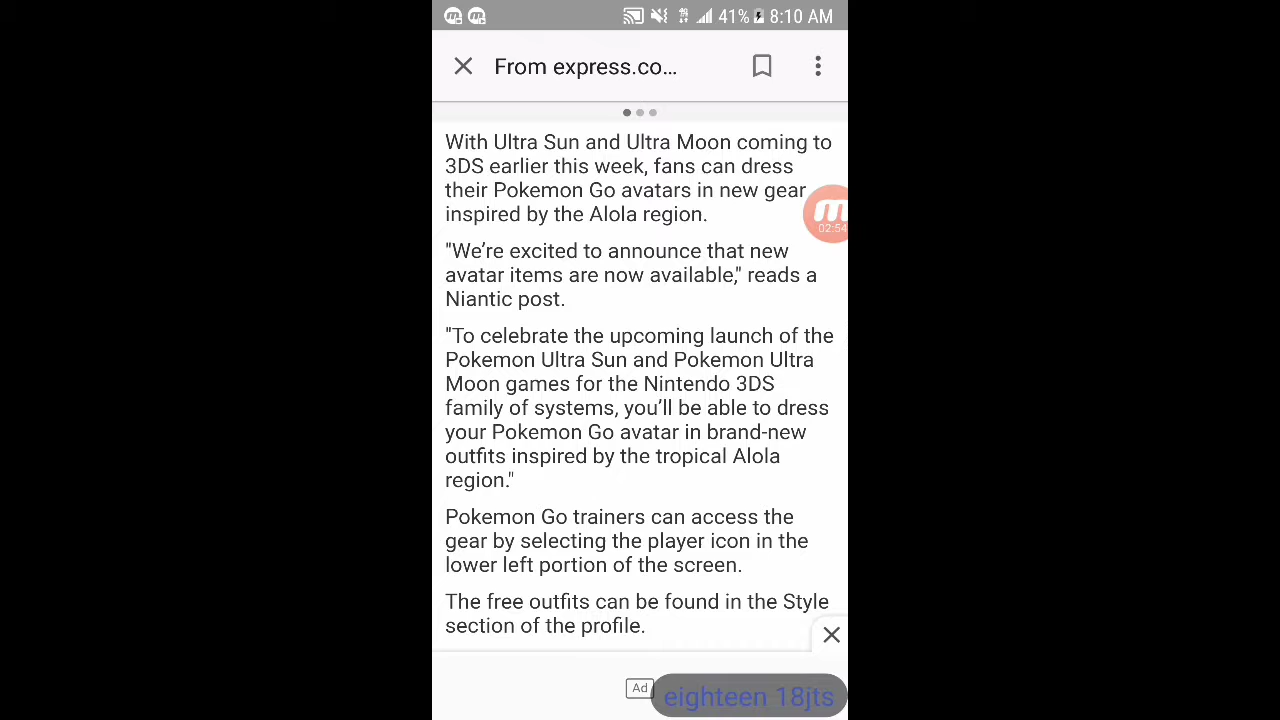 41% 8:10 AM
From express.co...
With Ultra Sun and Ultra Moon coming to
3DS earlier this week, fans can dress
their Pokemon Go avatars in new gear
inspired by the Alola region.
02:54
"We’re excited to announce that new
avatar items are now available," reads a
Niantic post.
"To celebrate the upcoming launch of the
Pokemon Ultra Sun and Pokemon Ultra
Moon games for the Nintendo 3DS
family of systems, you’ll be able to dress
your Pokemon Go avatar in brand-new
outfits inspired by the tropical Alola
region."
Pokemon Go trainers can access the
gear by selecting the player icon in the
lower left portion of the screen.
The free outfits can be found in the Style
section of the profile.
Ad
eighteen 18jts